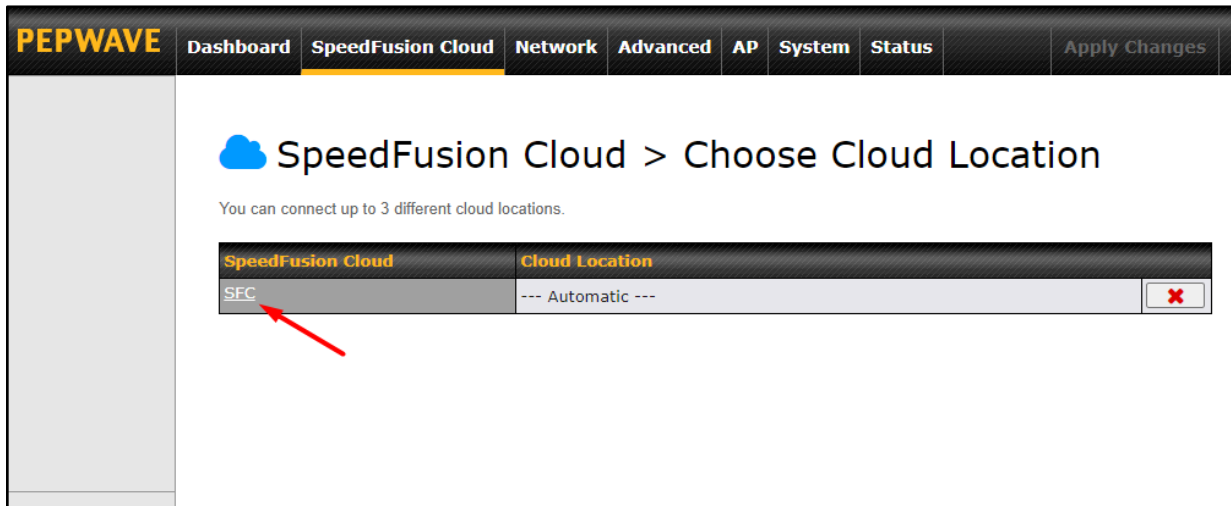 PEPWAVE Dashboard SpeedFusion Cloud Network Advanced AP System Status Apply Changes
SpeedFusion Cloud > Choose Cloud Location
You can connect up to 3 different cloud locations.
SpeedFusion Cloud Cloud Location
SFC --- Automatic ---